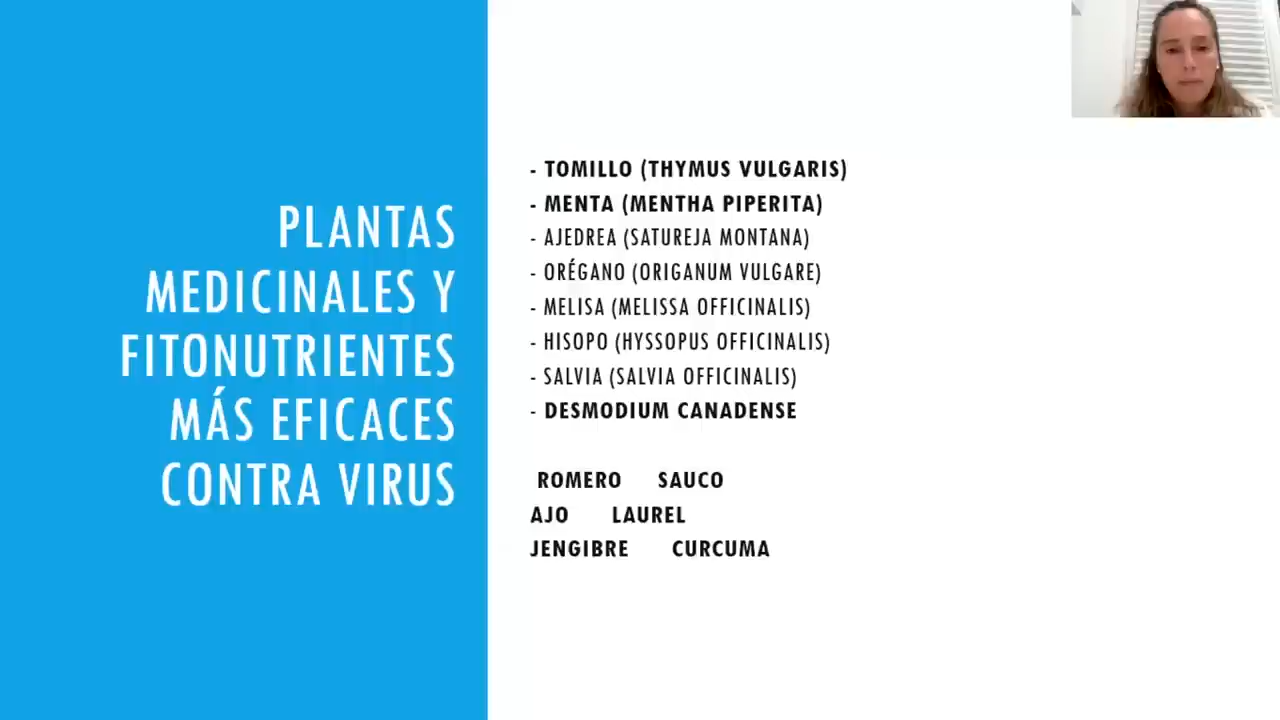 PLANTAS
MEDICINALES Y
FITONUTRIENTES
MÁS EFICACES
CONTRA VIRUS
- TOMILLO (THYMUS VULGARIS)
- MENTA (MENTHA PIPERITA)
- AJEDREA (SATUREJA MONTANA)
- ORÉGANO (ORIGANUM VULGARE)
- MELISA (MELISSA OFFICINALIS)
- HISOPO (HYSSOPUS OFFICINALIS)
- SALVIA (SALVIA OFFICINALIS)
- DESMODIUM CANADENSE
ROMERO SAUCO
AJO LAUREL
JENGIBRE CURCUMA